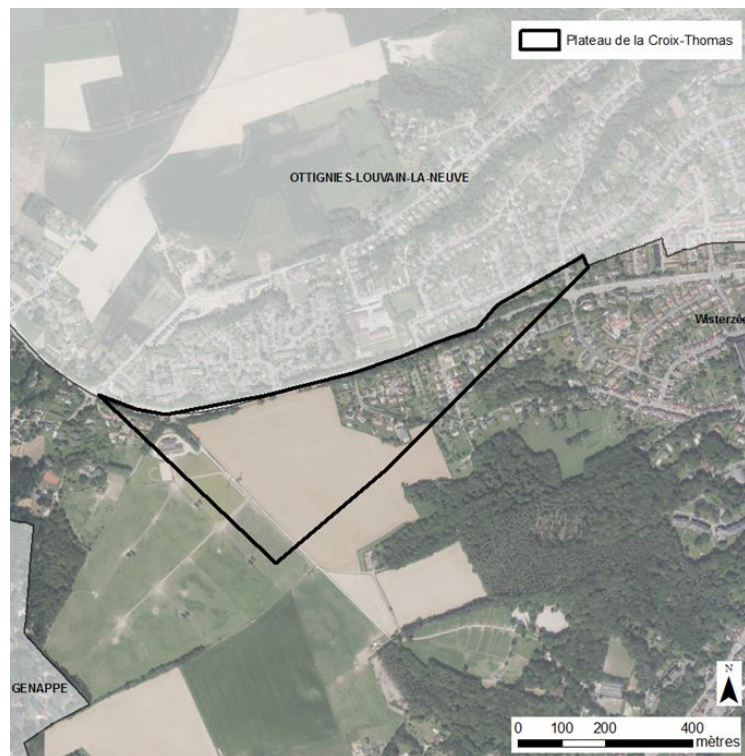 Plateau de la Croix-Thomas
OTTIGNIES-LOUVAIN-LA-NEUVE
Wisterzée
GENAPPE
N
0 100 200 400
mètres